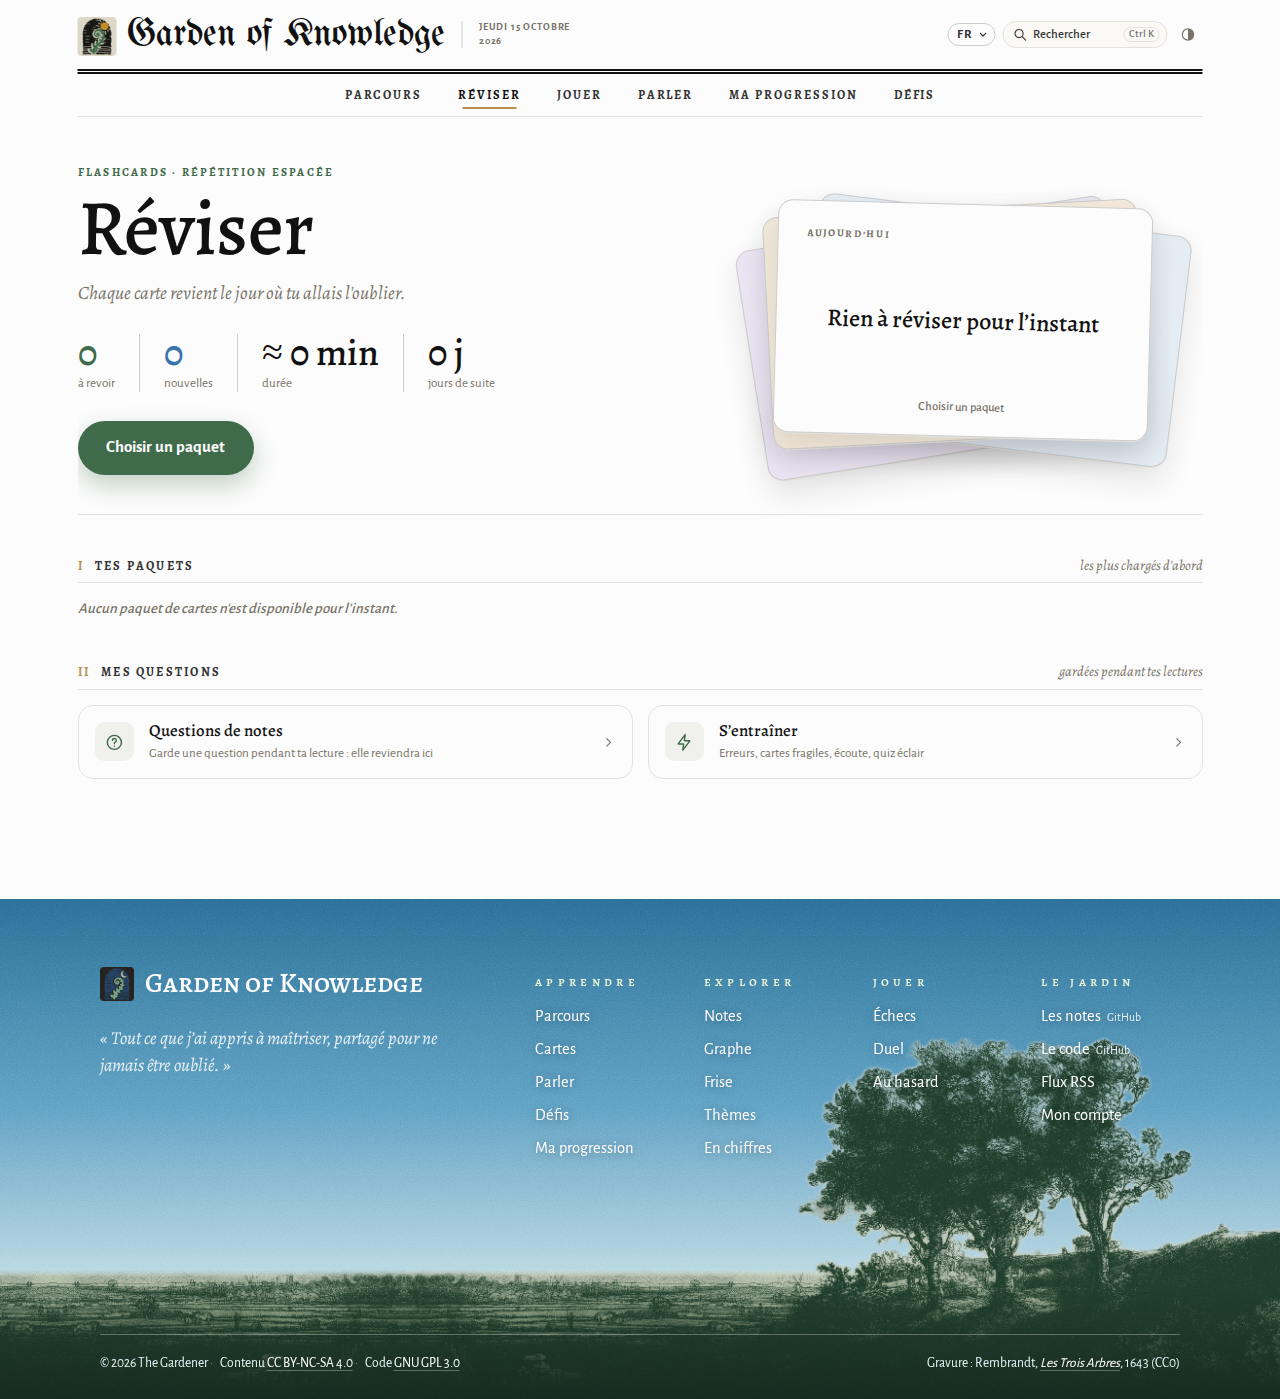 Garden of Knowledge
JEUDI 15 OCTOBRE
2026
FR
Rechercher
Ctrl K
PARCOURS
RÉVISER
JOUER
PARLER
MA PROGRESSION
DÉFIS
FLASHCARDS · RÉPÉTITION ESPACÉE
Réviser
Chaque carte revient le jour où tu allais l'oublier.
0
à revoir
0
nouvelles
≈ 0 min
durée
0 j
jours de suite
Choisir un paquet
AUJOURD'HUI
Rien à réviser pour l’instant
Choisir un paquet
I TES PAQUETS
les plus chargés d'abord
Aucun paquet de cartes n'est disponible pour l'instant.
II MES QUESTIONS
gardées pendant tes lectures
Questions de notes
Garde une question pendant ta lecture : elle reviendra ici
S’entraîner
Erreurs, cartes fragiles, écoute, quiz éclair
Garden of Knowledge
« Tout ce que j’ai appris à maîtriser, partagé pour ne
jamais être oublié. »
APPRENDRE
Parcours
Cartes
Parler
Défis
Ma progression
EXPLORER
Notes
Graphe
Frise
Thèmes
En chiffres
JOUER
Échecs
Duel
Au hasard
LE JARDIN
Les notes GitHub
Le code GitHub
Flux RSS
Mon compte
© 2026 The Gardener · Contenu CC BY-NC-SA 4.0 · Code GNU GPL 3.0
Gravure : Rembrandt, Les Trois Arbres, 1643 (CC0)